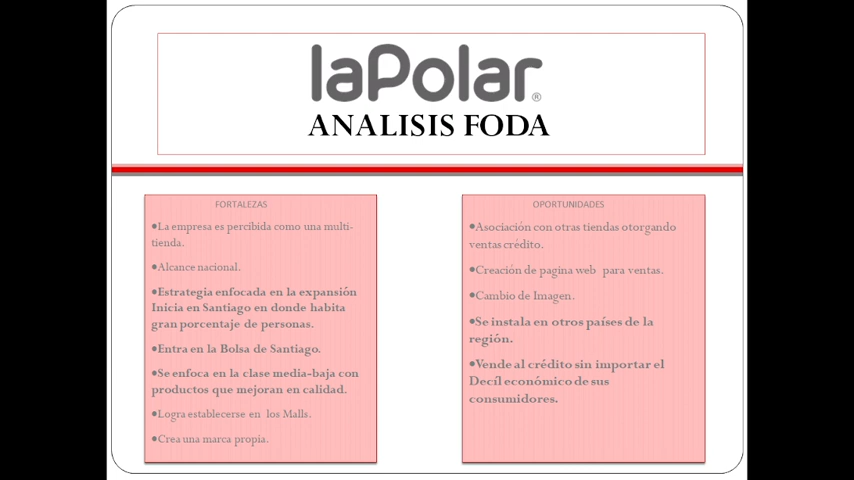 laPolar®
ANALISIS FODA
FORTALEZAS
•La empresa es percibida como una multi-
tienda.
•Alcance nacional.
•Estrategia enfocada en la expansión
Inicia en Santiago en donde habita
gran porcentaje de personas.
•Entra en la Bolsa de Santiago.
•Se enfoca en la clase media-baja con
productos que mejoran en calidad.
•Logra establecerse en los Malls.
•Crea una marca propia.
OPORTUNIDADES
•Asociación con otras tiendas otorgando
ventas crédito.
•Creación de pagina web para ventas.
•Cambio de Imagen.
•Se instala en otros países de la
región.
•Vende al crédito sin importar el
Decíl económico de sus
consumidores.